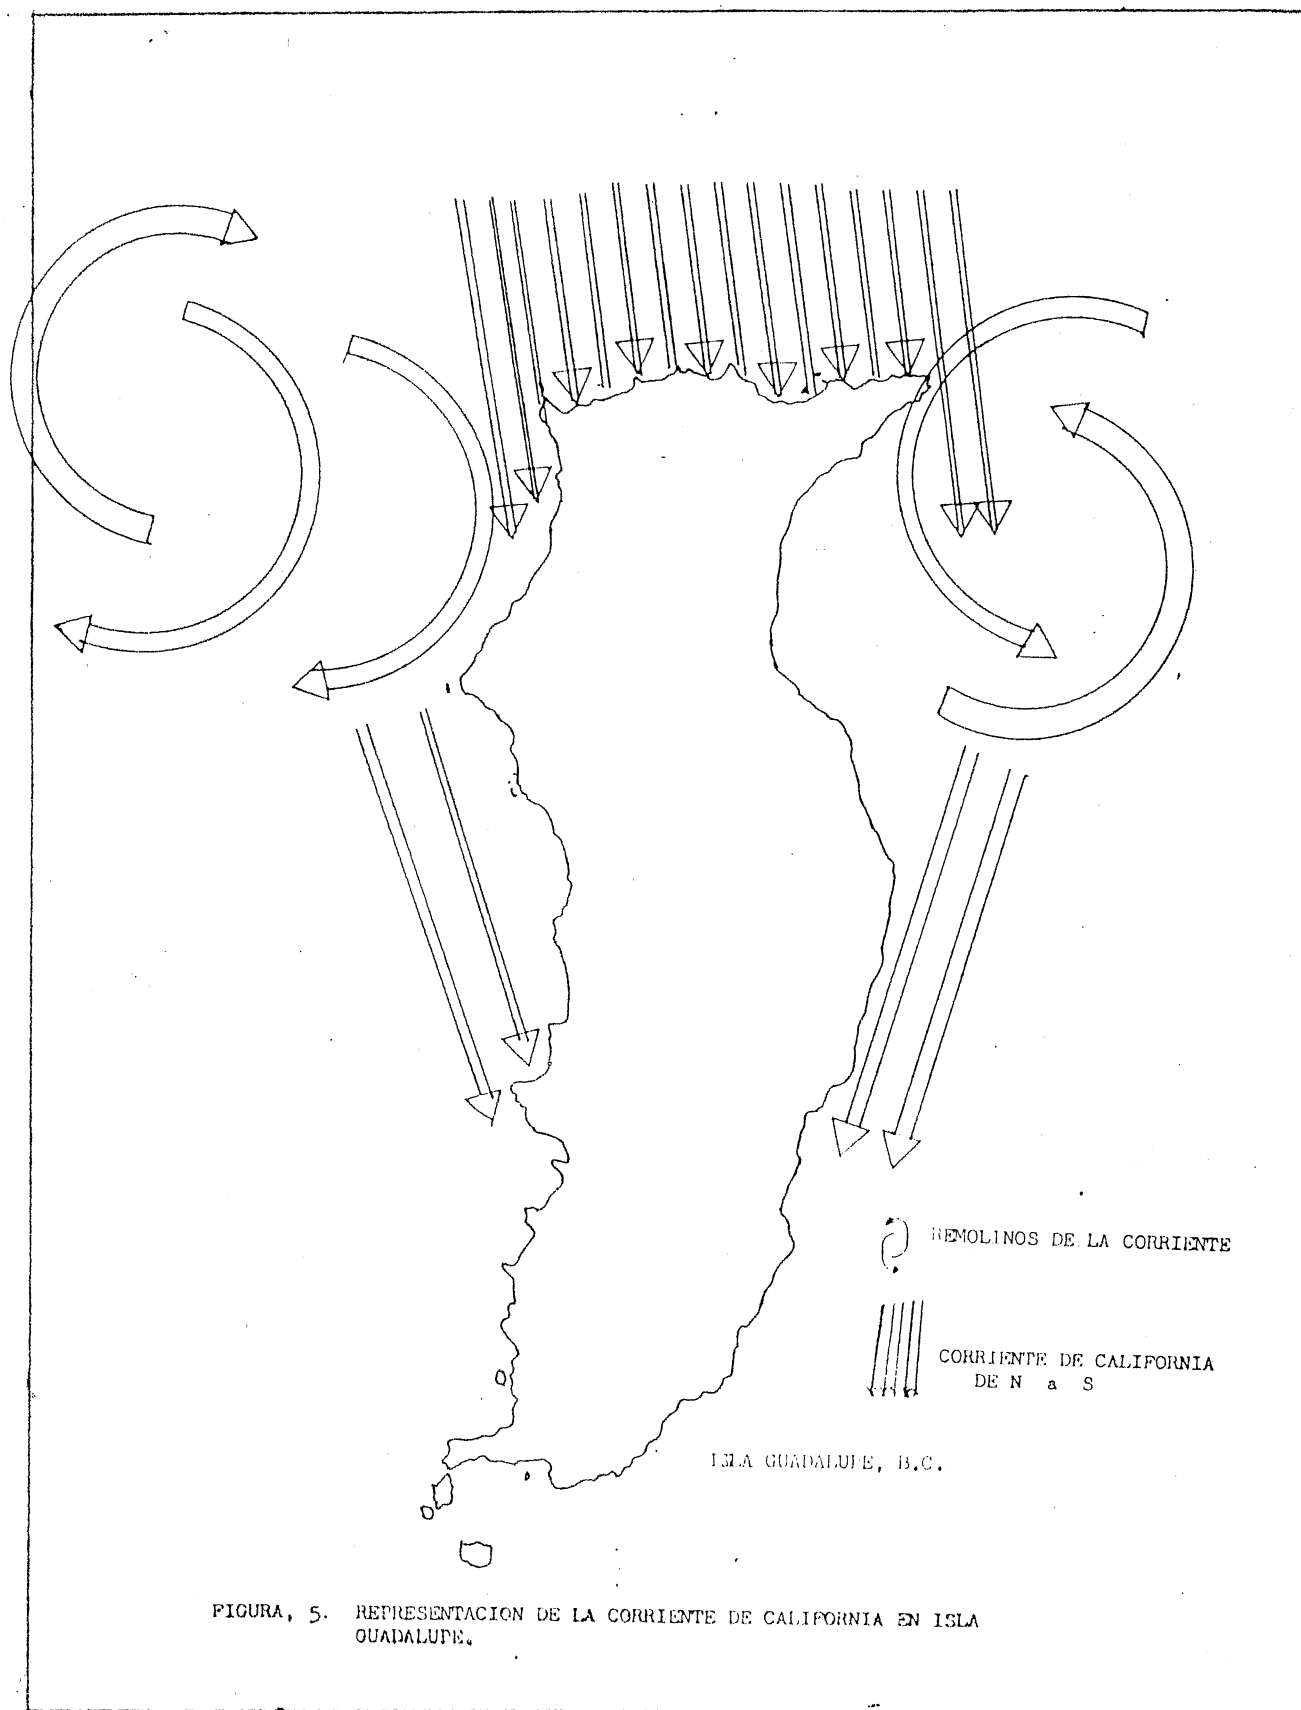 REMOLINOS DE LA CORRIENTE
CORRIENTE DE CALIFORNIA
DE N a S
ISLA GUADALUPE, B.C.
FIGURA, 5. REPRESENTACION DE LA CORRIENTE DE CALIFORNIA EN ISLA
GUADALUPE.